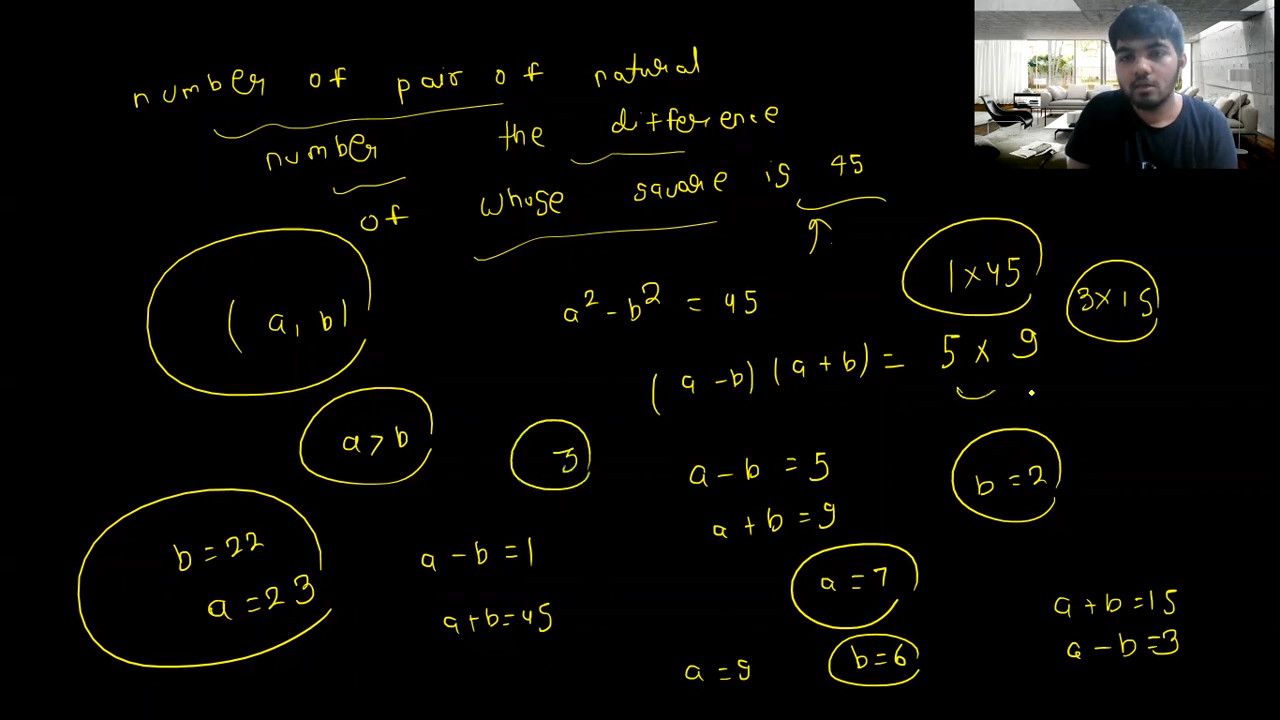 number of pair of natural
number the difference
of whose square is 45
1 x 45
(a, b)
a² - b² = 45
3 x 15
(a - b) (a + b) = 5 x 9
a > b
3
a - b = 5
b = 2
a + b = 9
b = 22
a - b = 1
a = 23
a = 7
a + b = 45
a + b = 15
a - b = 3
a = 9
b = 6